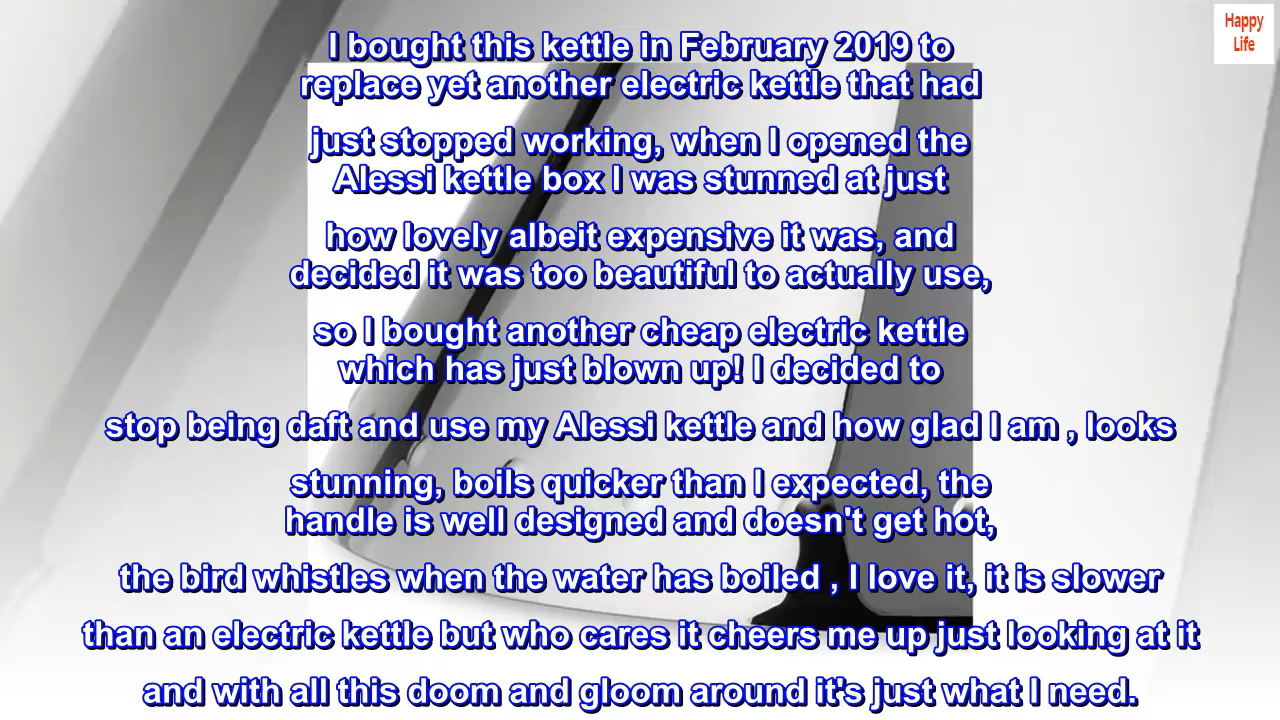 Happy
Life
I bought this kettle in February 2019 to
replace yet another electric kettle that had
just stopped working, when I opened the
Alessi kettle box I was stunned at just
how lovely albeit expensive it was, and
decided it was too beautiful to actually use,
so I bought another cheap electric kettle
which has just blown up! I decided to
stop being daft and use my Alessi kettle and how glad I am , looks
stunning, boils quicker than I expected, the
handle is well designed and doesn't get hot,
the bird whistles when the water has boiled , I love it, it is slower
than an electric kettle but who cares it cheers me up just looking at it
and with all this doom and gloom around it's just what I need.